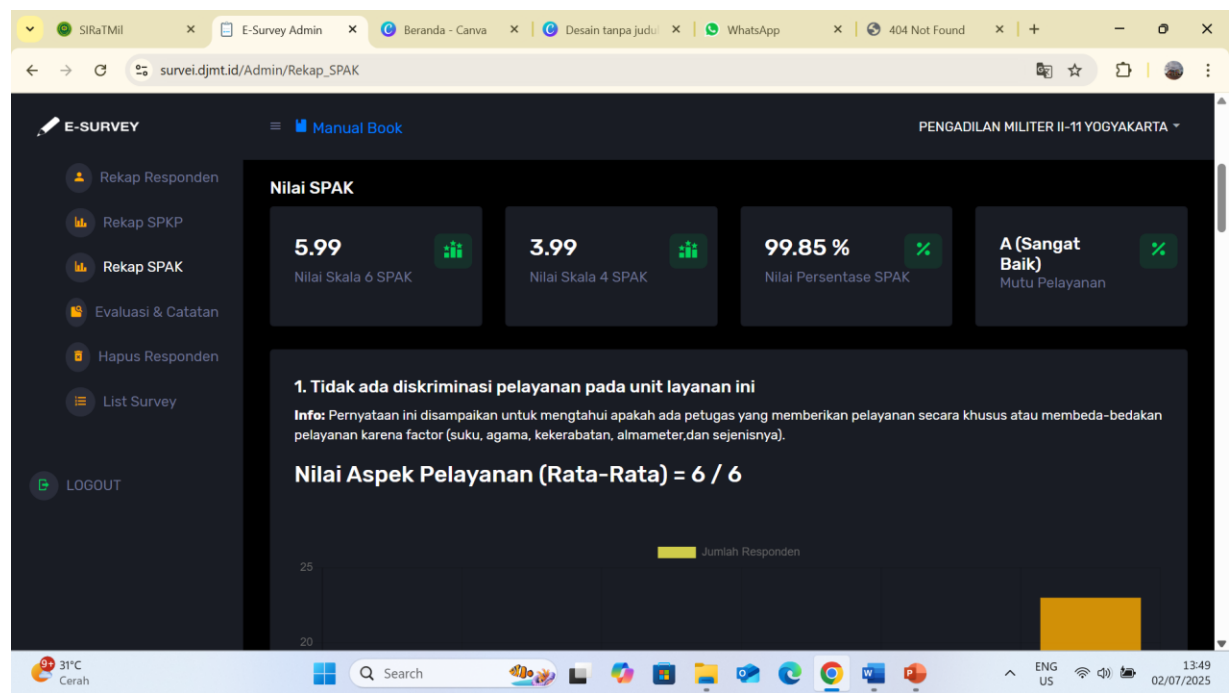 SIRaTMil
E-Survey Admin
Beranda - Canva
Desain tanpa judul
WhatsApp
404 Not Found
survei.djmt.id/Admin/Rekap_SPAK
E-SURVEY
Manual Book
PENGADILAN MILITER II-11 YOGYAKARTA
Rekap Responden
Rekap SPKP
Rekap SPAK
Evaluasi & Catatan
Hapus Responden
List Survey
LOGOUT
Nilai SPAK
5.99
Nilai Skala 6 SPAK
3.99
Nilai Skala 4 SPAK
99.85 %
Nilai Persentase SPAK
A (Sangat
Baik)
Mutu Pelayanan
1. Tidak ada diskriminasi pelayanan pada unit layanan ini
Info: Pernyataan ini disampaikan untuk mengtahui apakah ada petugas yang memberikan pelayanan secara khusus atau membeda-bedakan
pelayanan karena factor (suku, agama, kekerabatan, almameter,dan sejenisnya).
Nilai Aspek Pelayanan (Rata-Rata) = 6 / 6
Jumlah Responden
25
20
9+
31°C
Cerah
Search
ENG
US
13:49
02/07/2025